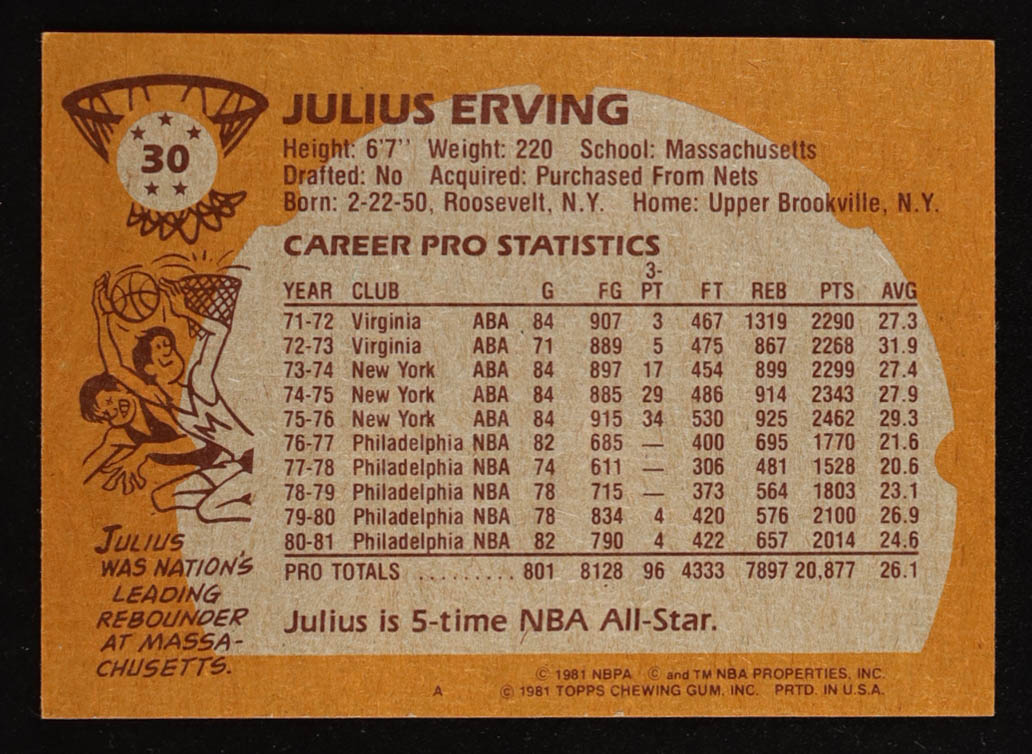 30
JULIUS ERVING
Height: 6'7'' Weight: 220 School: Massachusetts
Drafted: No Acquired: Purchased From Nets
Born: 2-22-50, Roosevelt, N.Y. Home: Upper Brookville, N.Y.
CAREER PRO STATISTICS
YEAR CLUB G FG 3-PT FT REB PTS AVG
71-72 Virginia ABA 84 907 3 467 1319 2290 27.3
72-73 Virginia ABA 71 889 5 475 867 2268 31.9
73-74 New York ABA 84 897 17 454 899 2299 27.4
74-75 New York ABA 84 885 29 486 914 2343 27.9
75-76 New York ABA 84 915 34 530 925 2462 29.3
76-77 Philadelphia NBA 82 685 — 400 695 1770 21.6
77-78 Philadelphia NBA 74 611 — 306 481 1528 20.6
78-79 Philadelphia NBA 78 715 — 373 564 1803 23.1
79-80 Philadelphia NBA 78 834 4 420 576 2100 26.9
80-81 Philadelphia NBA 82 790 4 422 657 2014 24.6
PRO TOTALS ......... 801 8128 96 4333 7897 20,877 26.1
Julius is 5-time NBA All-Star.
JULIUS
WAS NATION'S
LEADING
REBOUNDER
AT MASSA-
CHUSETTS.
© 1981 NBPA © and TM NBA PROPERTIES, INC.
A © 1981 TOPPS CHEWING GUM, INC. PRTD. IN U.S.A.